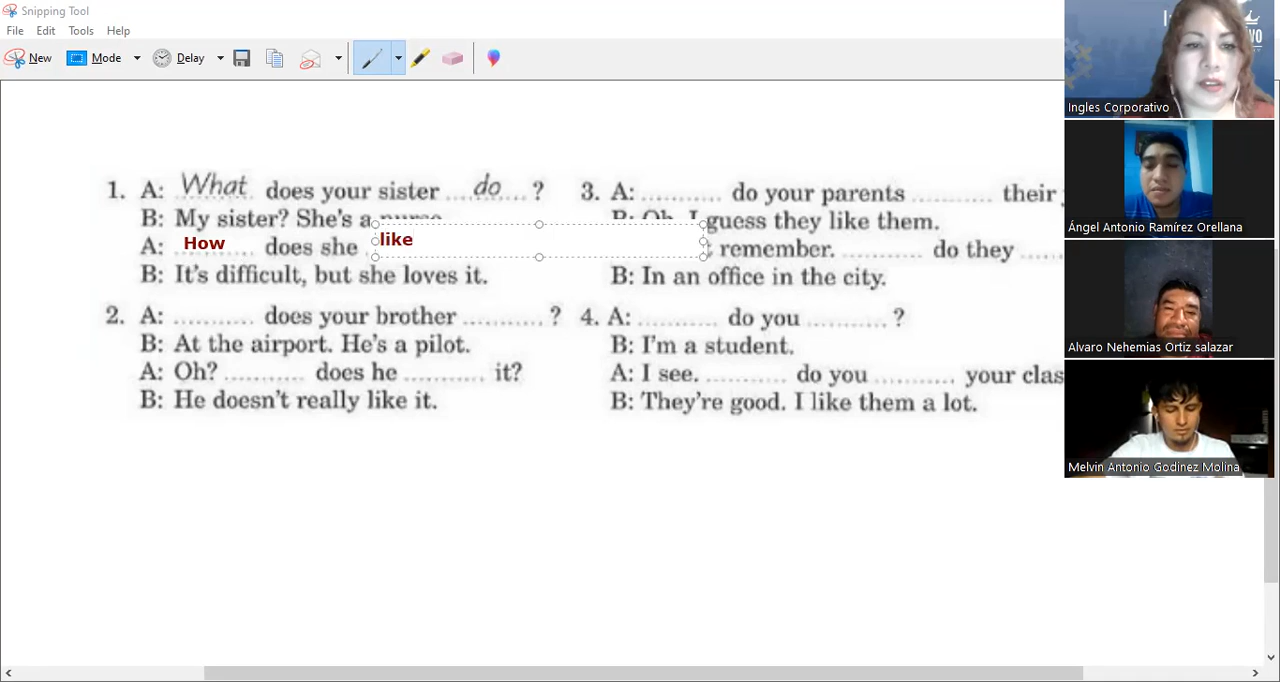 Snipping Tool
File Edit Tools Help
New Mode Delay
1. A: What does your sister ....do....?
B: My sister? She's a nurse.
A: How does she like
B: It's difficult, but she loves it.
2. A: ........... does your brother ...........?
B: At the airport. He's a pilot.
A: Oh? ........... does he ........... it?
B: He doesn't really like it.
3. A: ........... do your parents ........... their
B: Oh, I guess they like them.
remember. ........... do they ......
B: In an office in the city.
4. A: ........... do you ...........?
B: I'm a student.
A: I see. ........... do you ........... your clas
B: They're good. I like them a lot.
Ingles Corporativo
Ángel Antonio Ramírez Orellana
Alvaro Nehemias Ortiz salazar
Melvin Antonio Godinez Molina